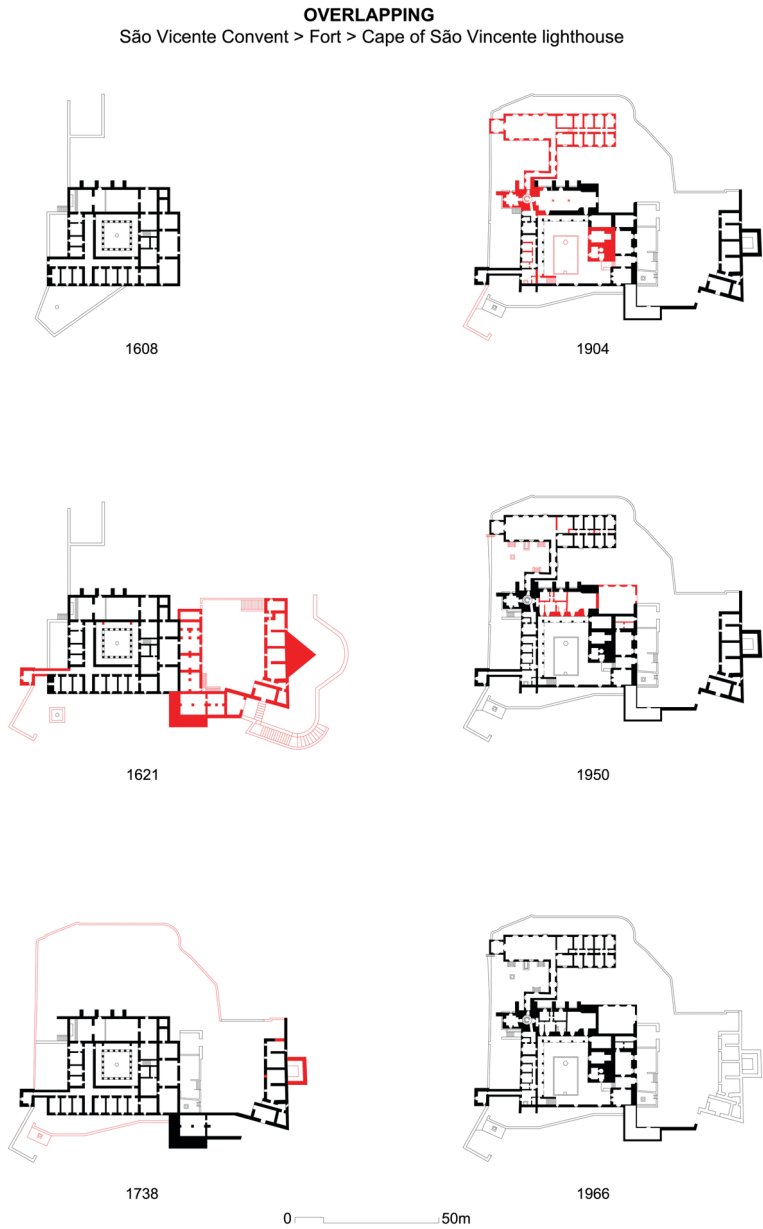 OVERLAPPING
São Vicente Convent > Fort > Cape of São Vincente lighthouse
1608
1904
1621
1950
1738
1966
0 50m